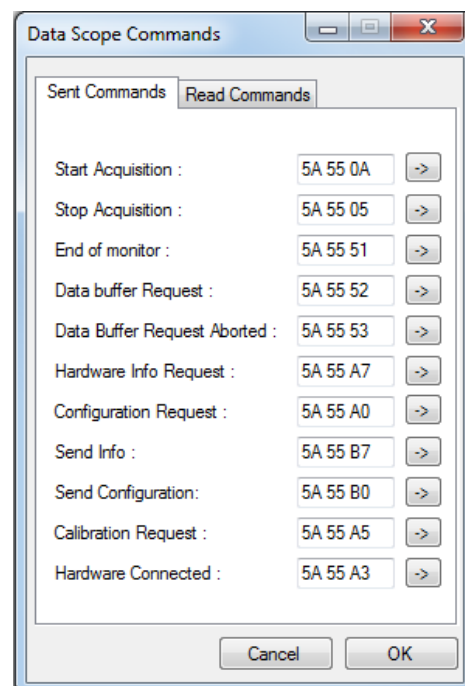 Data Scope Commands
Sent Commands Read Commands
Start Acquisition : 5A 55 0A ->
Stop Acquisition : 5A 55 05 ->
End of monitor : 5A 55 51 ->
Data buffer Request : 5A 55 52 ->
Data Buffer Request Aborted : 5A 55 53 ->
Hardware Info Request : 5A 55 A7 ->
Configuration Request : 5A 55 A0 ->
Send Info : 5A 55 B7 ->
Send Configuration: 5A 55 B0 ->
Calibration Request : 5A 55 A5 ->
Hardware Connected : 5A 55 A3 ->
Cancel OK